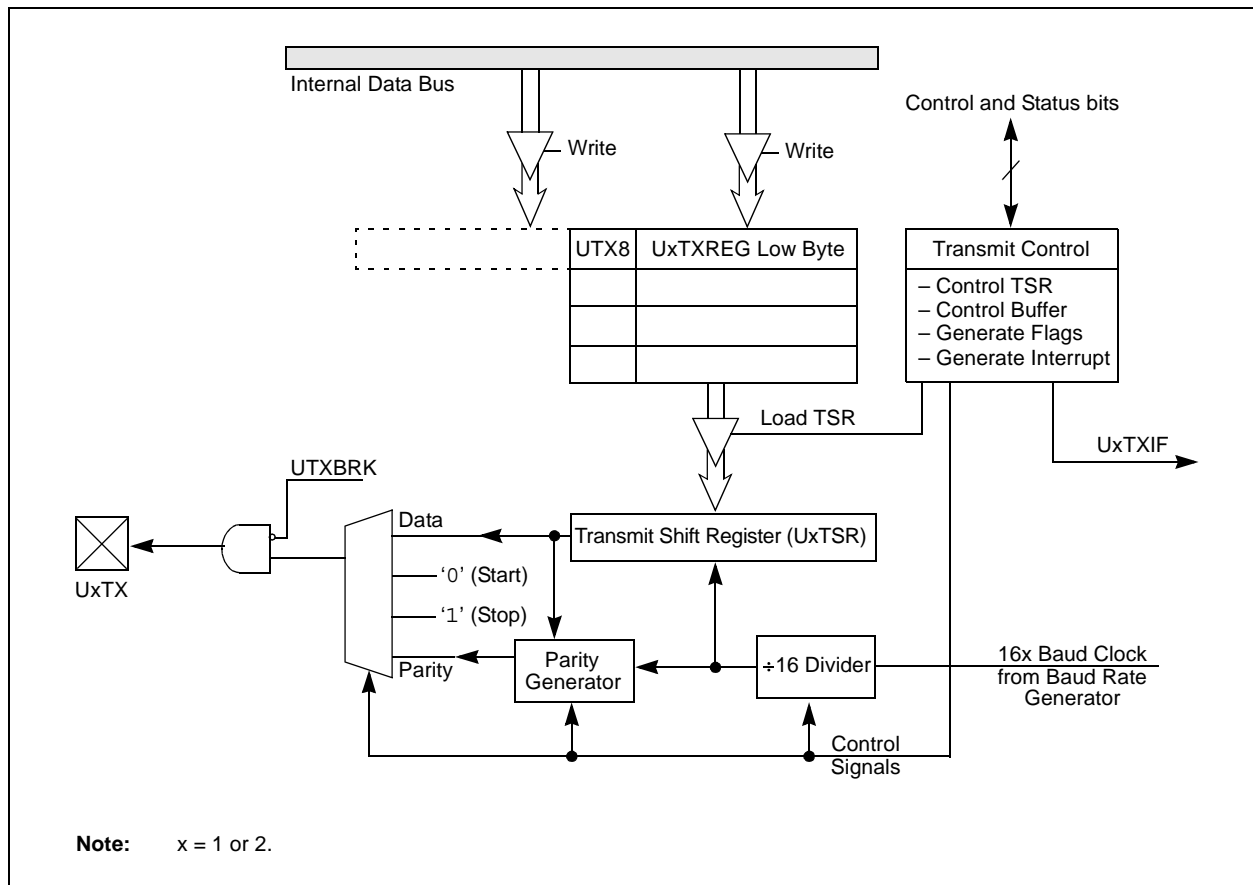 Internal Data Bus
Control and Status bits
Write
Write
UTX8
UxTXREG Low Byte
Transmit Control
– Control TSR
– Control Buffer
– Generate Flags
– Generate Interrupt
Load TSR
UxTXIF
UTXBRK
Data
Transmit Shift Register (UxTSR)
UxTX
‘0’ (Start)
‘1’ (Stop)
Parity
Parity
Generator
÷16 Divider
16x Baud Clock
from Baud Rate
Generator
Control
Signals
Note: x = 1 or 2.